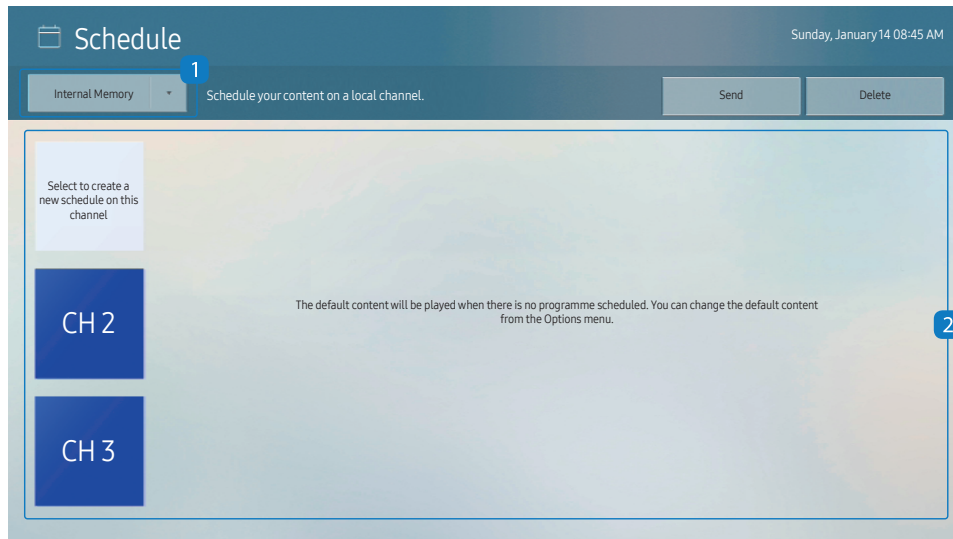 Schedule
Sunday, January 14 08:45 AM
1
Internal Memory
Schedule your content on a local channel.
Send
Delete
Select to create a
new schedule on this
channel
CH 2
The default content will be played when there is no programme scheduled. You can change the default content
from the Options menu.
2
CH 3